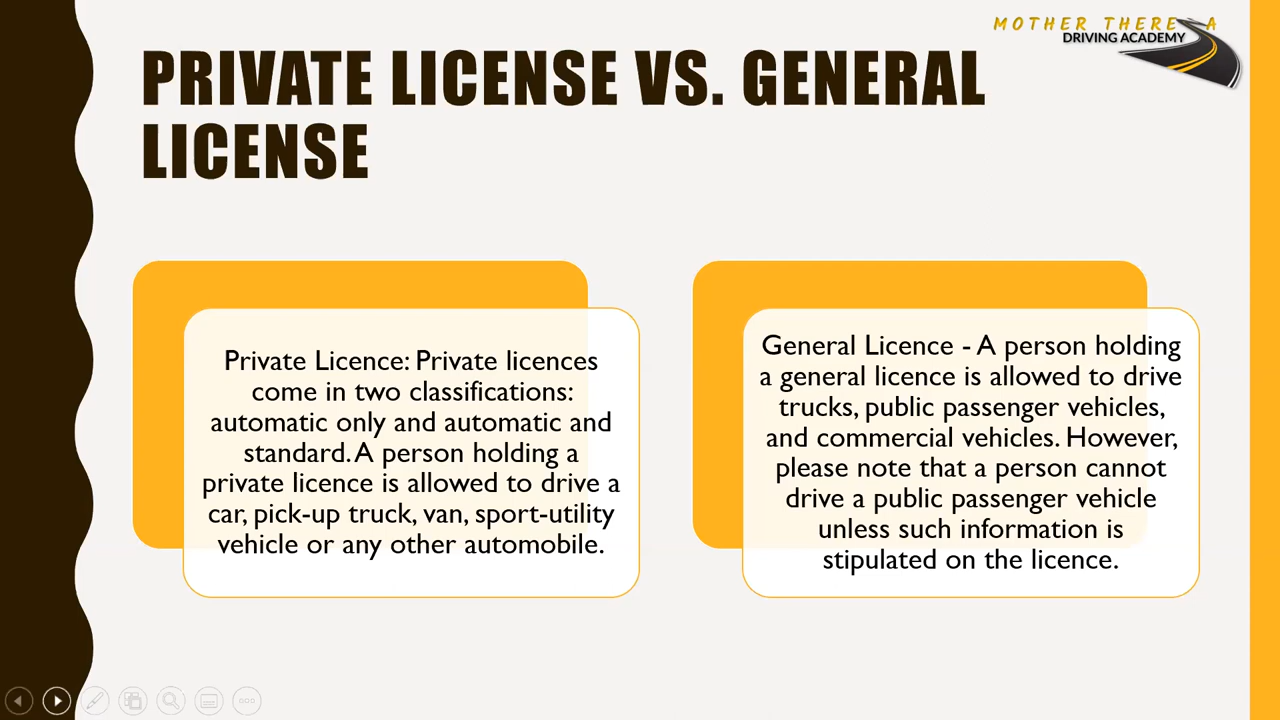 MOTHER THERE A
DRIVING ACADEMY
PRIVATE LICENSE VS. GENERAL
LICENSE
Private Licence: Private licences
come in two classifications:
automatic only and automatic and
standard. A person holding a
private licence is allowed to drive a
car, pick-up truck, van, sport-utility
vehicle or any other automobile.
General Licence - A person holding
a general licence is allowed to drive
trucks, public passenger vehicles,
and commercial vehicles. However,
please note that a person cannot
drive a public passenger vehicle
unless such information is
stipulated on the licence.